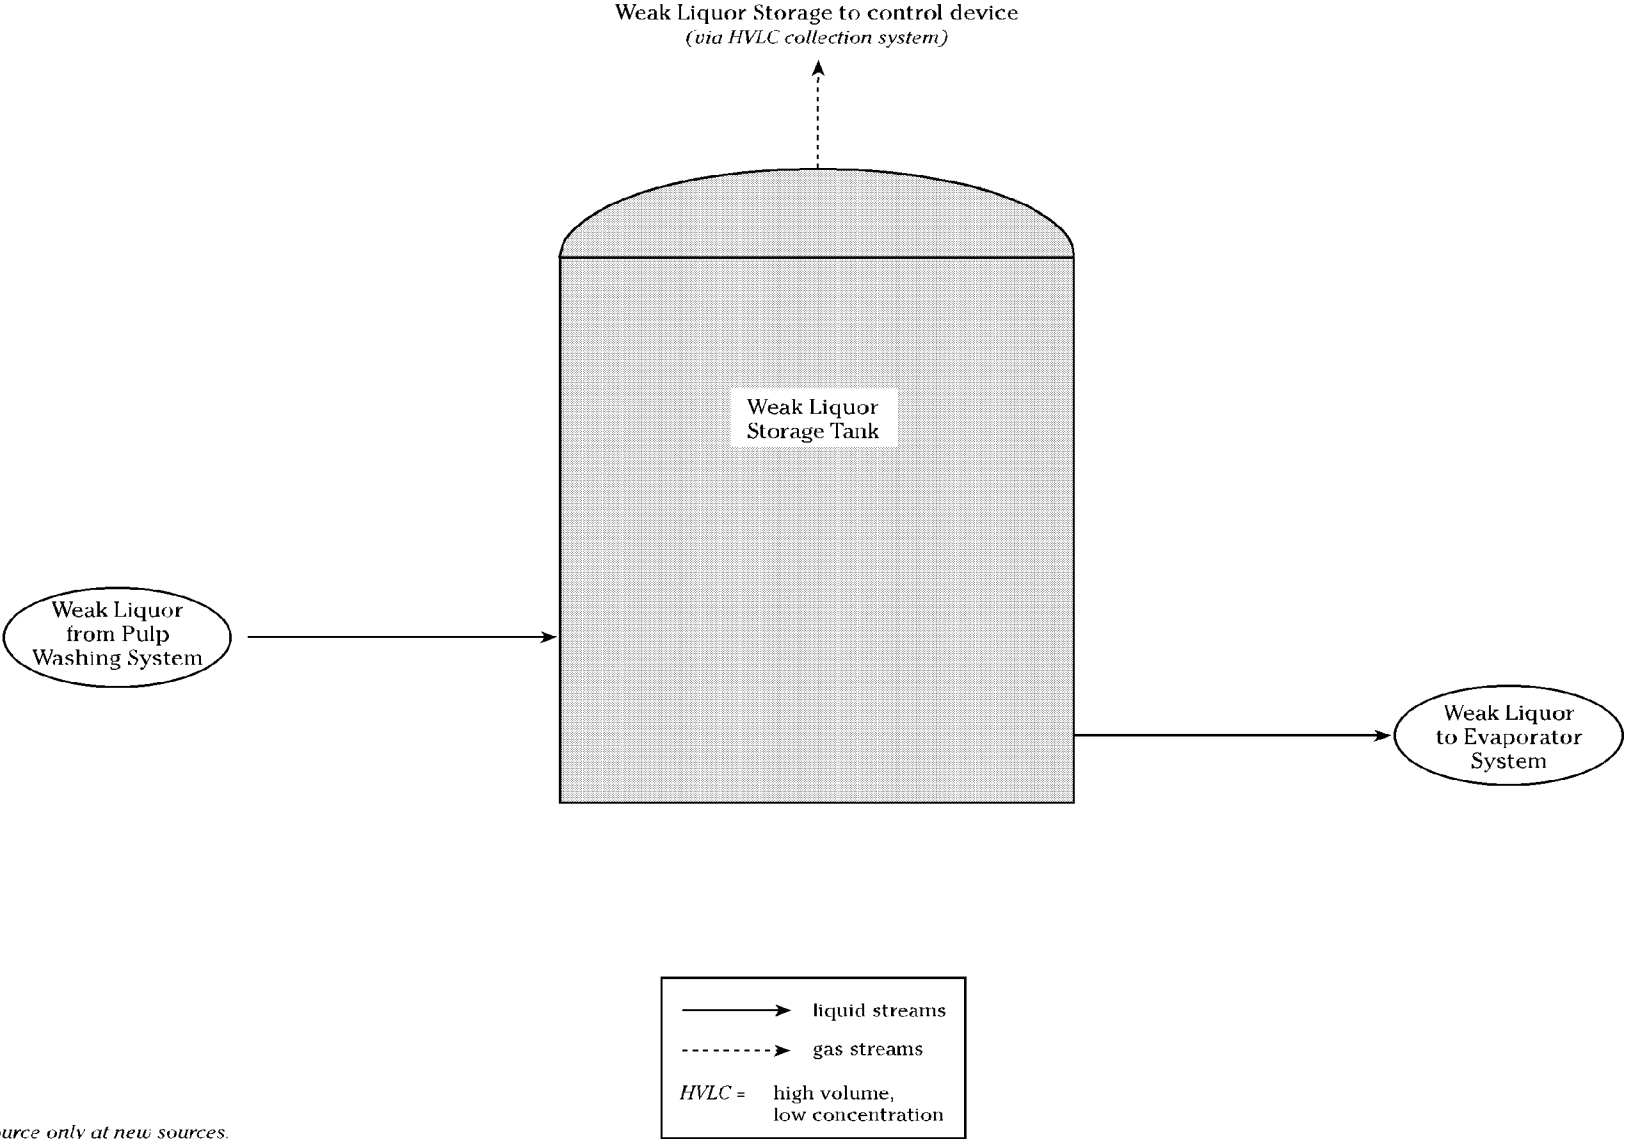 Weak Liquor Storage to control device
(via HVLC collection system)
Weak Liquor
Storage Tank
Weak Liquor
from Pulp
Washing System
Weak Liquor
to Evaporator
System
liquid streams
gas streams
HVLC = high volume,
low concentration
only at new sources.